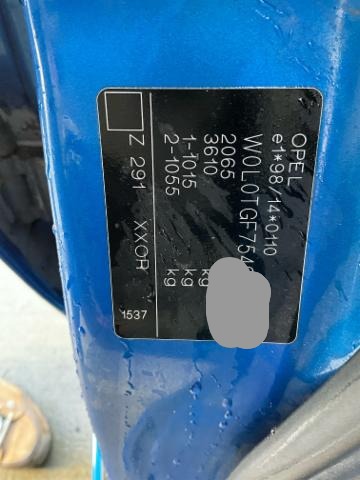 OPEL
e1*98/14*0110
W0L0TGF754
2065
3610 kg
1-1015 kg
2-1055 kg
Z 291 XXOR
1537